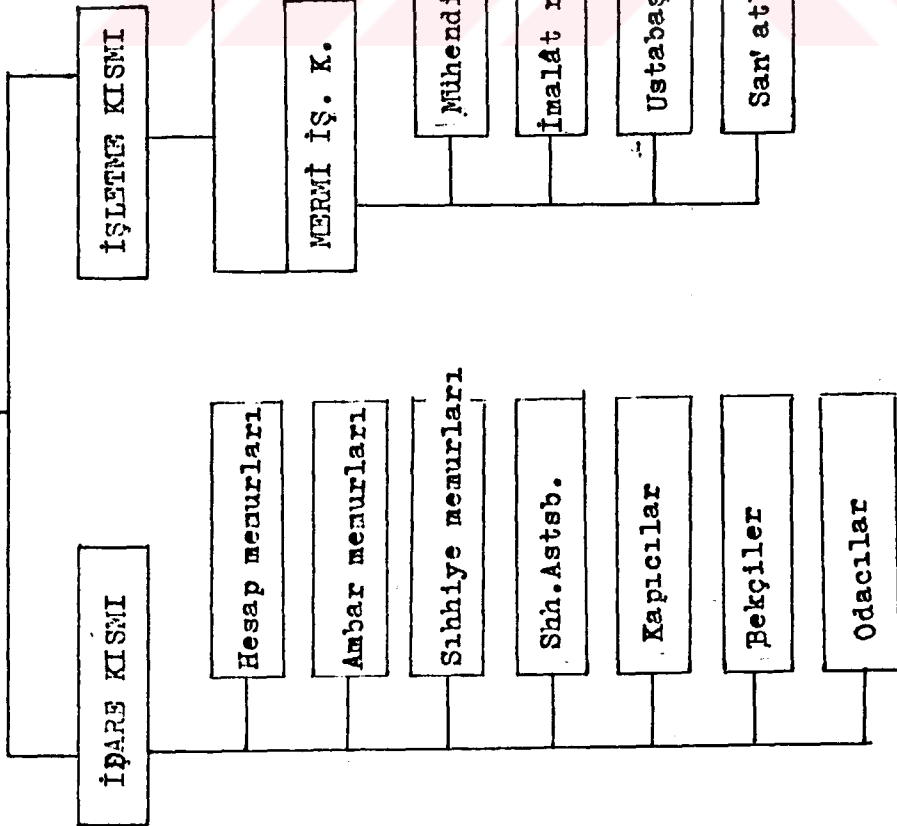 İDARE KISMI
Hesap memurları
Ambar memurları
Sıhhiye memurları
Shh.Astsb.
Kapıcılar
Bekçiler
Odacılar
İŞLETME KISMI
MERMİ İŞ. K.
Mühendi
İmalât
Ustabaş
San'at